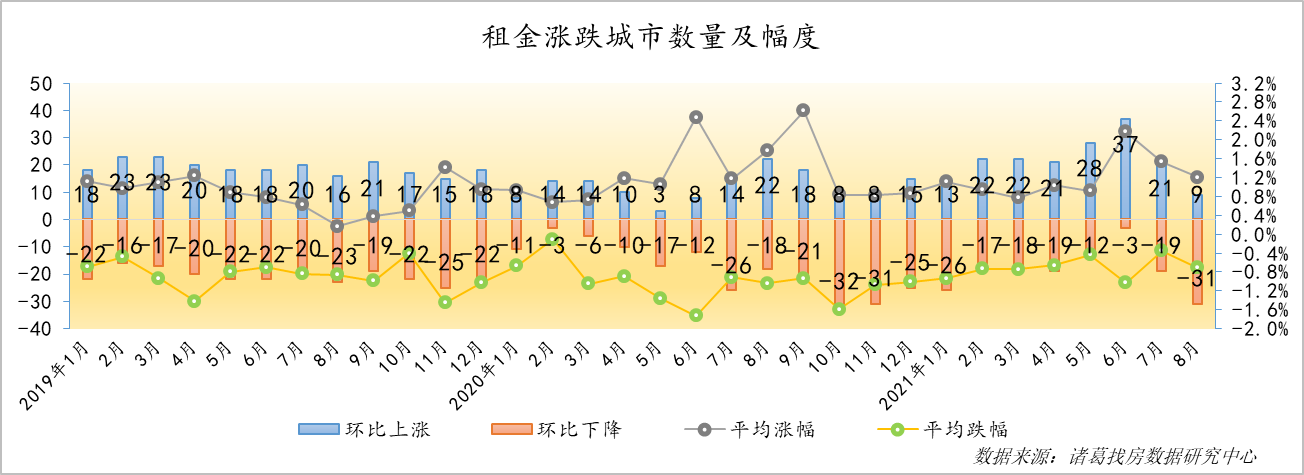 租金涨跌城市数量及幅度
50 40 30 20 10 0 -10 -20 -30 -40
3.2% 2.8% 2.4% 2.0% 1.6% 1.2% 0.8% 0.4% 0.0% -0.4% -0.8% -1.2% -1.6% -2.0%
18 23 23 20 18 18 20 16 21 17 15 18 8 14 14 10 3 8 14 22 18 8 8 15 13 22 22 21 28 37 21 9
-22 -16 -17 -20 -22 -22 -20 -23 -19 -22 -25 -22 -11 -3 -6 -10 -17 -12 -26 -18 -21 -32 -31 -25 -26 -17 -18 -19 -12 -3 -19 -31
2019年1月 2月 3月 4月 5月 6月 7月 8月 9月 10月 11月 12月 2020年1月 2月 3月 4月 5月 6月 7月 8月 9月 10月 11月 12月 2021年1月 2月 3月 4月 5月 6月 7月 8月
环比上涨 环比下降 平均涨幅 平均跌幅
数据来源：诸葛找房数据研究中心